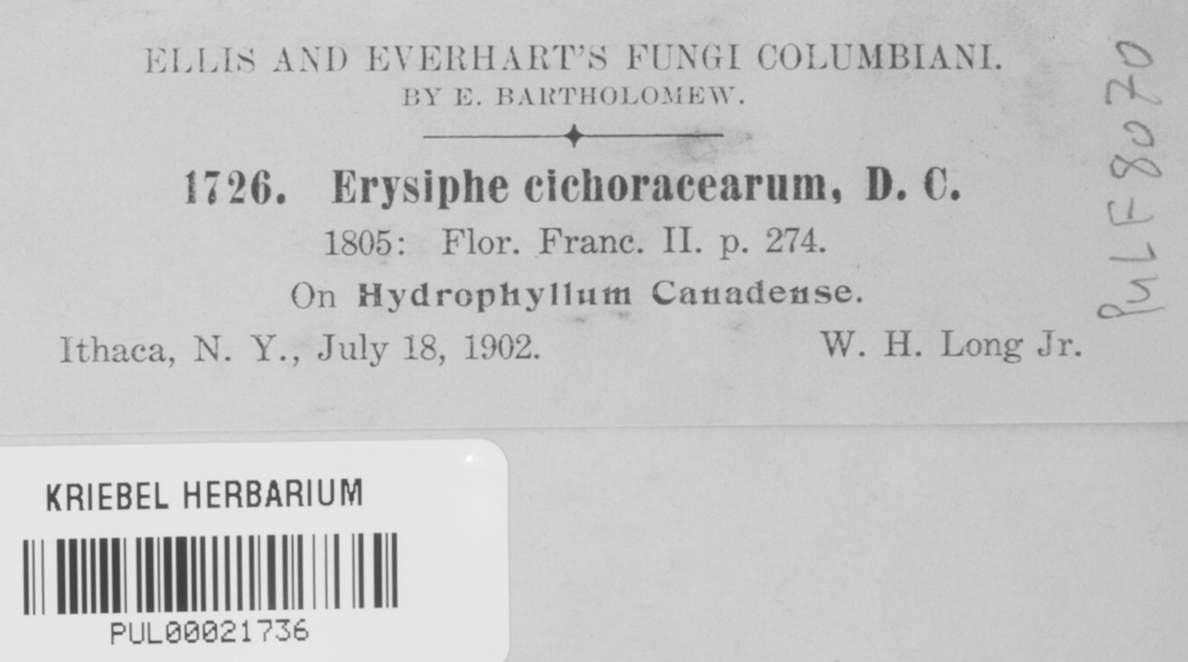 ELLIS AND EVERHART'S FUNGI COLUMBIANI.
BY E. BARTHOLOMEW.
1726. Erysiphe cichoracearum, D. C.
1805: Flor. Franc. II. p. 274.
On Hydrophyllum Canadense.
Ithaca, N. Y., July 18, 1902. W. H. Long Jr.
PUL F 8070
KRIEBEL HERBARIUM
PUL00021736